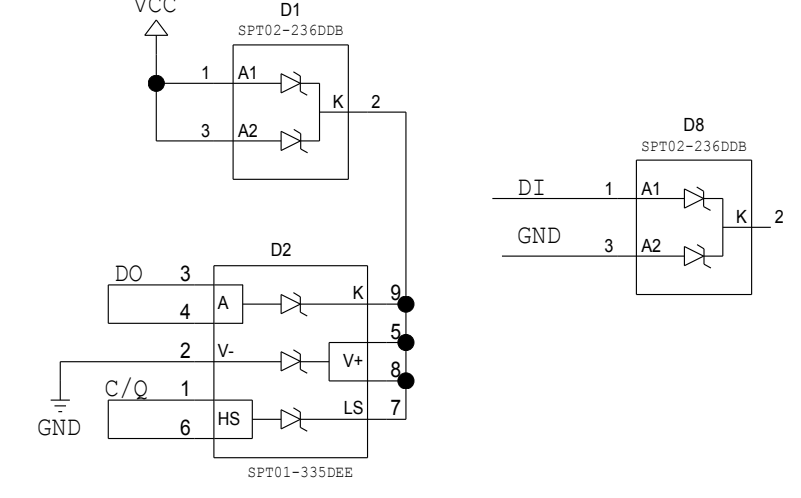 VCC
D1
SPT02-236DDB
1 A1
K 2
3 A2
D8
SPT02-236DDB
DI 1 A1
K 2
GND 3 A2
D2
DO 3
K 9
4 A
5
2 V-
V+
8
C/Q 1
LS 7
HS
6
GND
SPT01-335DEE